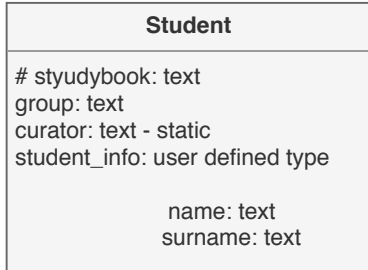 Student
# styudybook: text
group: text
curator: text - static
student_info: user defined type
name: text
surname: text